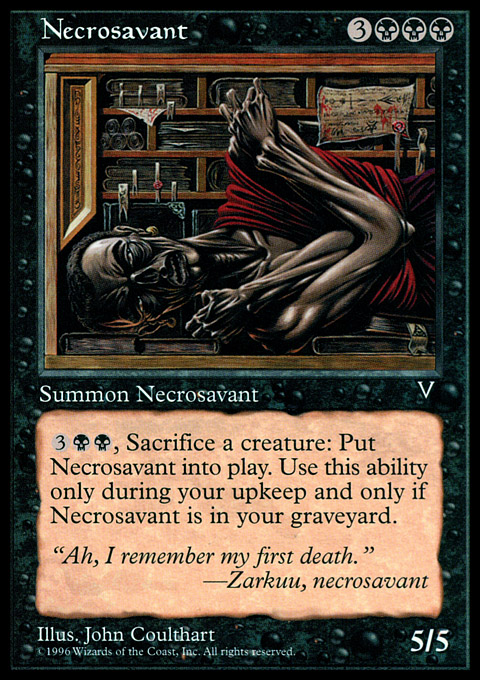 Necrosavant 3
Summon Necrosavant V
3, Sacrifice a creature: Put
Necrosavant into play. Use this ability
only during your upkeep and only if
Necrosavant is in your graveyard.
“Ah, I remember my first death.”
—Zarkuu, necrosavant
Illus. John Coulthart
©1996 Wizards of the Coast, Inc. All rights reserved.
5/5